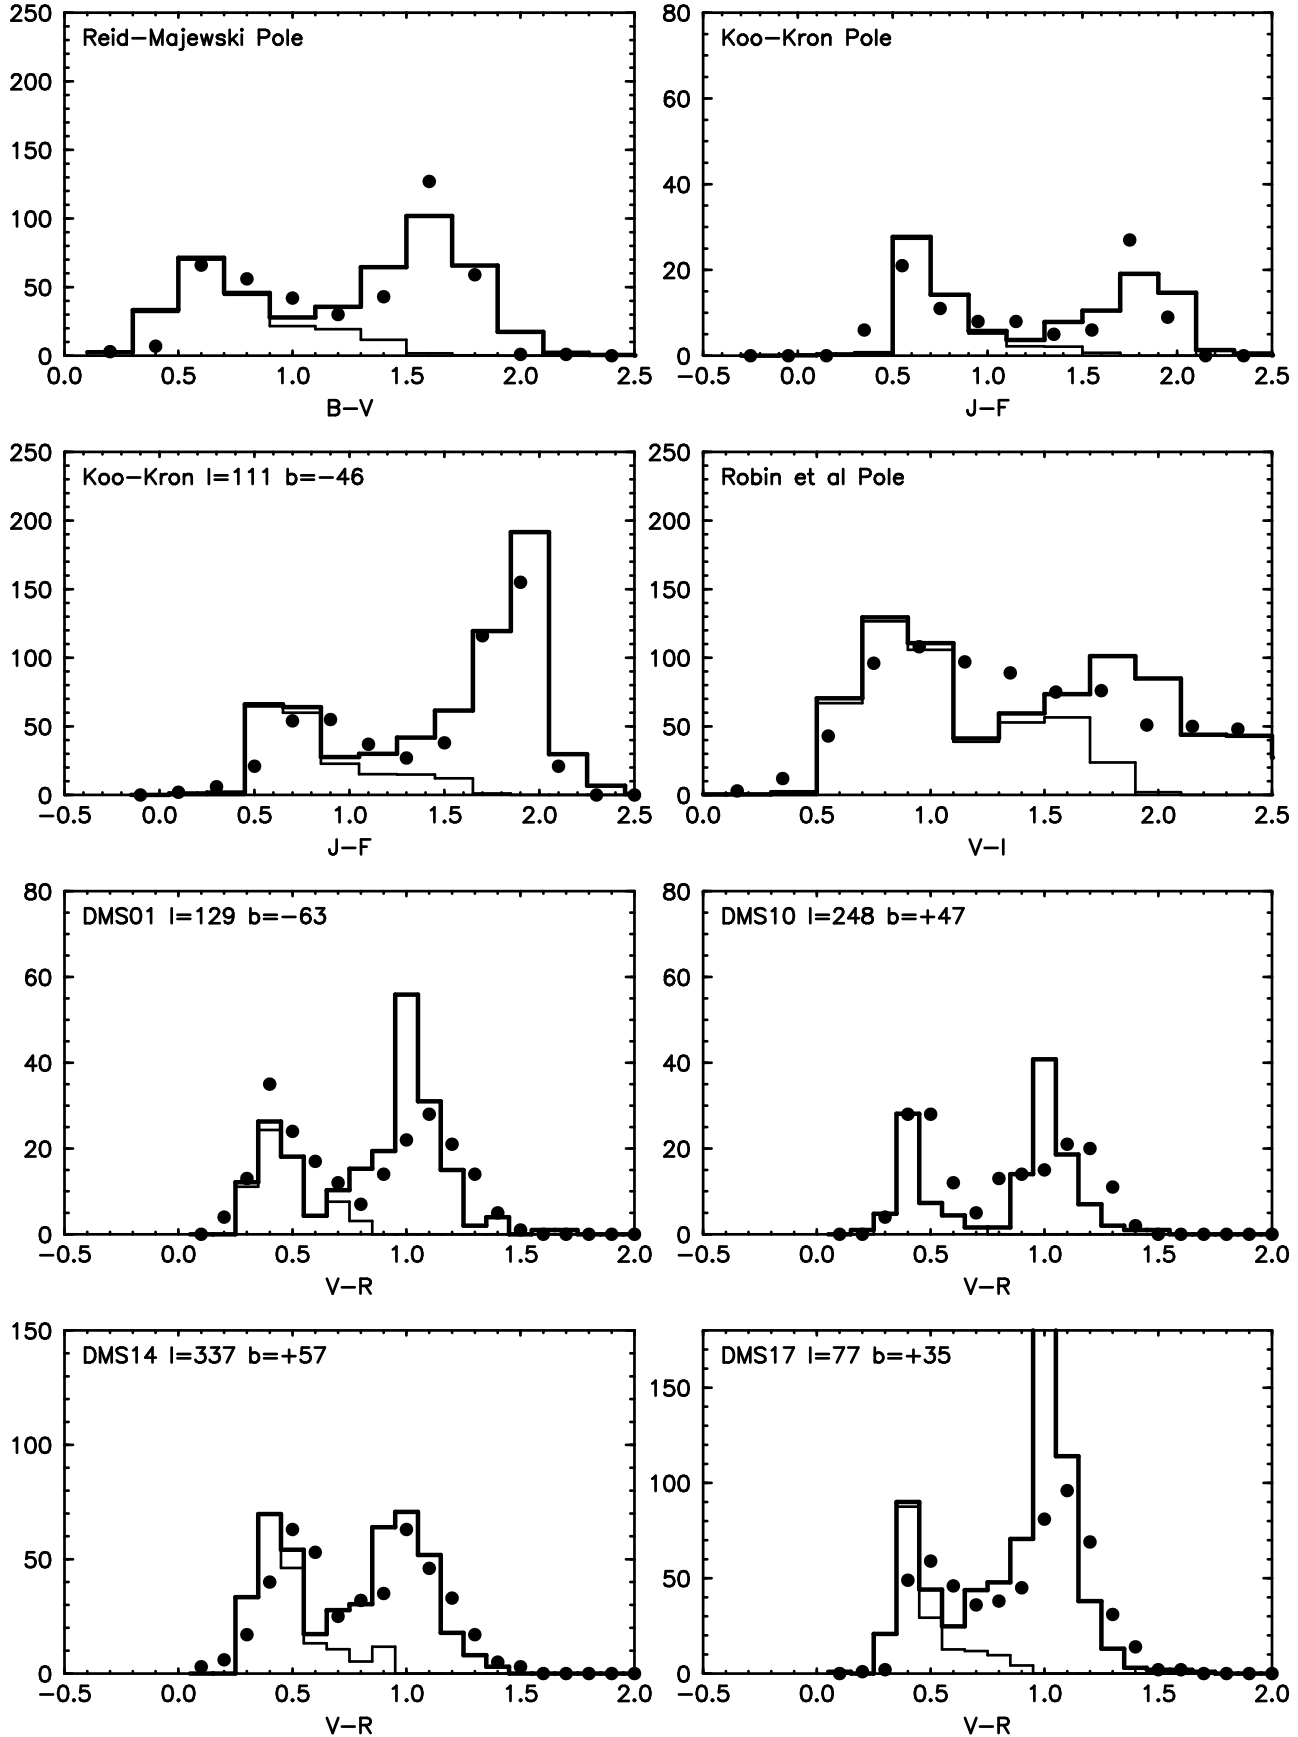 Reid−Majewski Pole
250
200
150
100
50
0
0.0 0.5 1.0 1.5 2.0 2.5
B−V
Koo−Kron Pole
80
60
40
20
0
−0.5 0.0 0.5 1.0 1.5 2.0 2.5
J−F
Koo−Kron l=111 b=−46
250
200
150
100
50
0
−0.5 0.0 0.5 1.0 1.5 2.0 2.5
J−F
Robin et al Pole
250
200
150
100
50
0
0.0 0.5 1.0 1.5 2.0 2.5
V−I
DMS01 l=129 b=−63
80
60
40
20
0
−0.5 0.0 0.5 1.0 1.5 2.0
V−R
DMS10 l=248 b=+47
80
60
40
20
0
−0.5 0.0 0.5 1.0 1.5 2.0
V−R
DMS14 l=337 b=+57
150
100
50
0
−0.5 0.0 0.5 1.0 1.5 2.0
V−R
DMS17 l=77 b=+35
150
100
50
0
−0.5 0.0 0.5 1.0 1.5 2.0
V−R